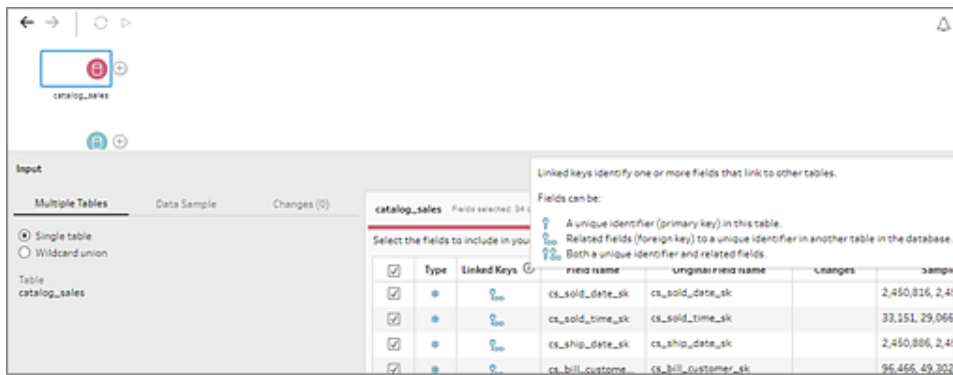 catalog_sales
Input
Multiple Tables Data Sample Changes (0)
Single table
Wildcard union
Table
catalog_sales
Linked keys identify one or more fields that link to other tables.
Fields can be:
A unique identifier (primary key) in this table.
Related fields (foreign key) to a unique identifier in another table in the database.
Both a unique identifier and related fields.
catalog_sales Fields selected: 34
Select the fields to include in you
Type Linked Keys Field Name Original Field Name Changes Sampl
cs_sold_date_sk cs_sold_date_sk 2,450,816, 2,45
cs_sold_time_sk cs_sold_time_sk 33,151, 29,066
cs_ship_date_sk cs_ship_date_sk 2,450,886, 2,45
cs_bill_custome... cs_bill_customer_sk 96,466, 49,302